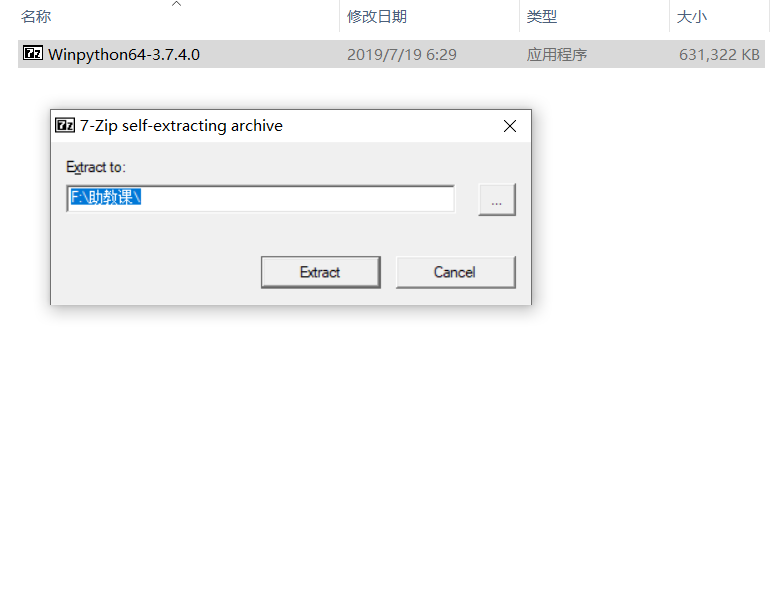 名称 修改日期 类型 大小
Winpython64-3.7.4.0 2019/7/19 6:29 应用程序 631,322 KB
7-Zip self-extracting archive
Extract to:
F:\助教课\
...
Extract Cancel